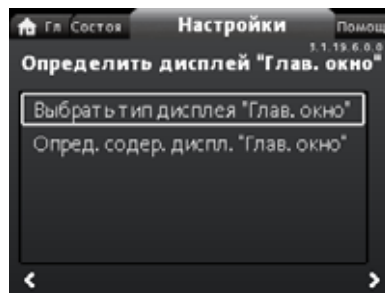 Гл Состоя Настройки Помощ
3.1.19.6.0.0
Определить дисплей "Глав. окно"
Выбрать тип дисплея "Глав. окно"
Опред. содер. диспл. "Глав. окно"